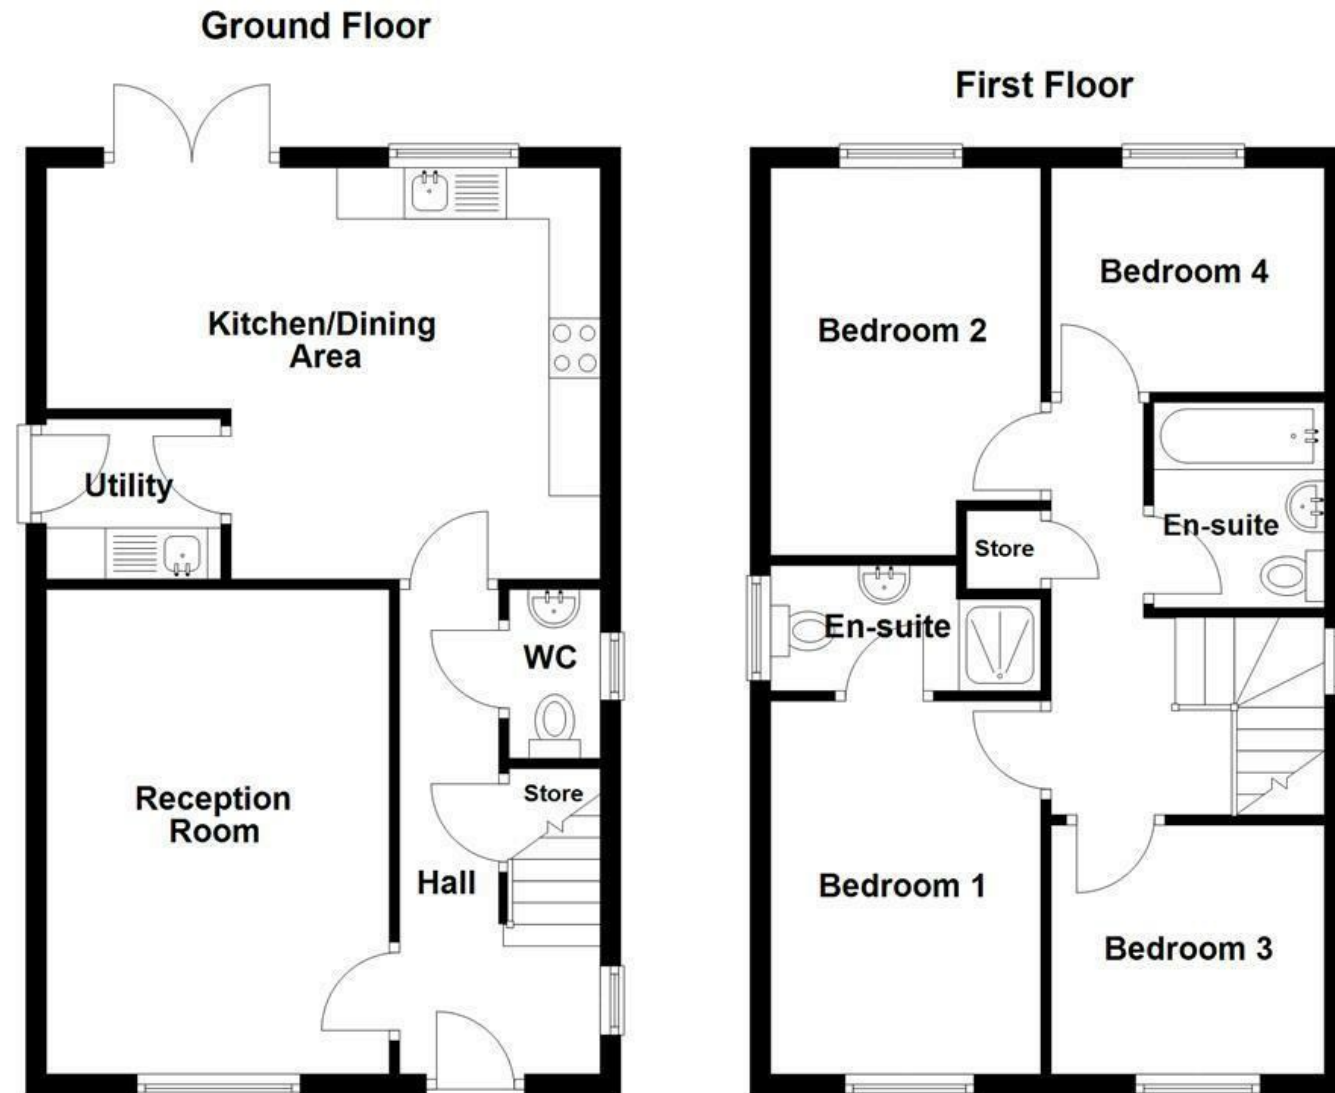 Ground Floor
Kitchen/Dining
Area
Utility
WC
Store
Reception
Room
Hall
First Floor
Bedroom 4
Bedroom 2
En-suite
Store
En-suite
Bedroom 1
Bedroom 3